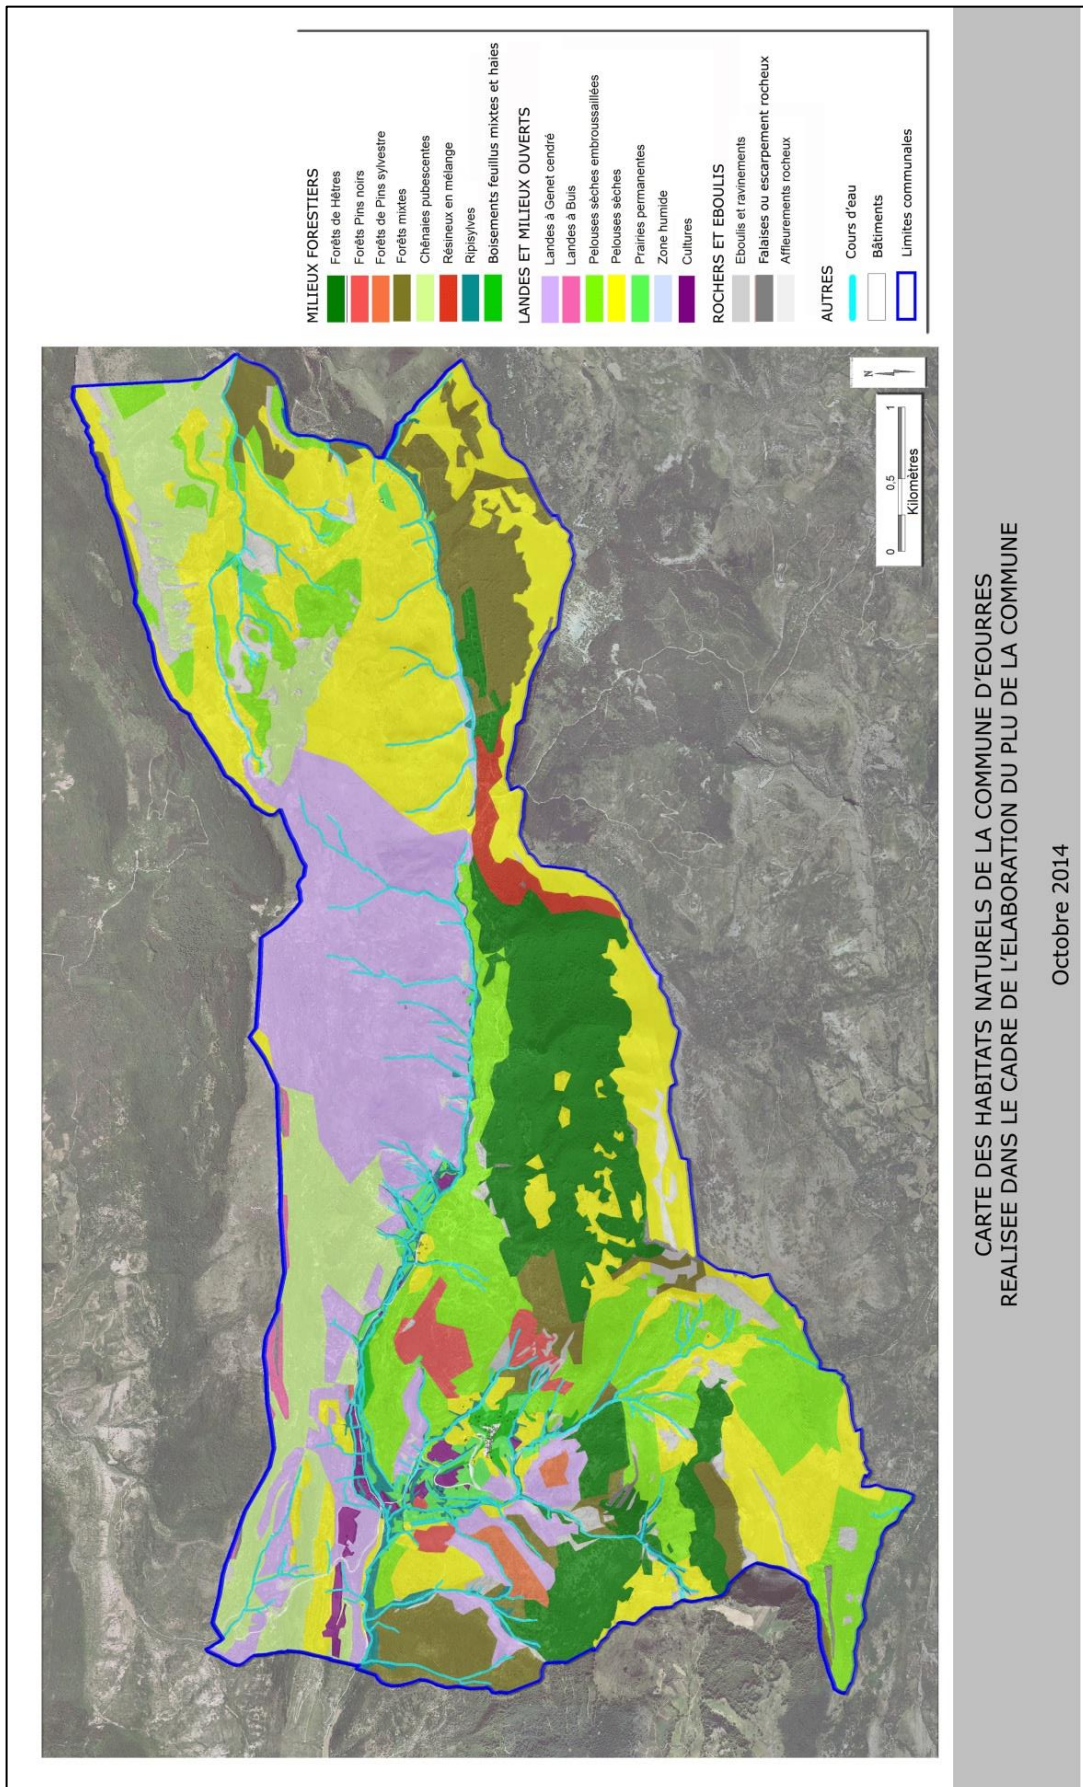 MILIEUX FORESTIERS
Forêts de Hêtres
Forêts Pins noirs
Forêts de Pins sylvestre
Forêts mixtes
Chênaies pubescentes
Résineux en mélange
Ripisylves
Boisements feuillus mixtes et haies
LANDES ET MILIEUX OUVERTS
Landes à Genet cendré
Landes à Buis
Pelouses sèches embroussaillées
Pelouses sèches
Prairies permanentes
Zone humide
Cultures
ROCHERS ET EBOULIS
Eboulis et ravinements
Falaises ou escarpement rocheux
Affleurements rocheux
AUTRES
Cours d'eau
Bâtiments
Limites communales
N
0 0,5 1
Kilomètres
CARTE DES HABITATS NATURELS DE LA COMMUNE D'EOURRES
REALISEE DANS LE CADRE DE L'ELABORATION DU PLU DE LA COMMUNE
Octobre 2014